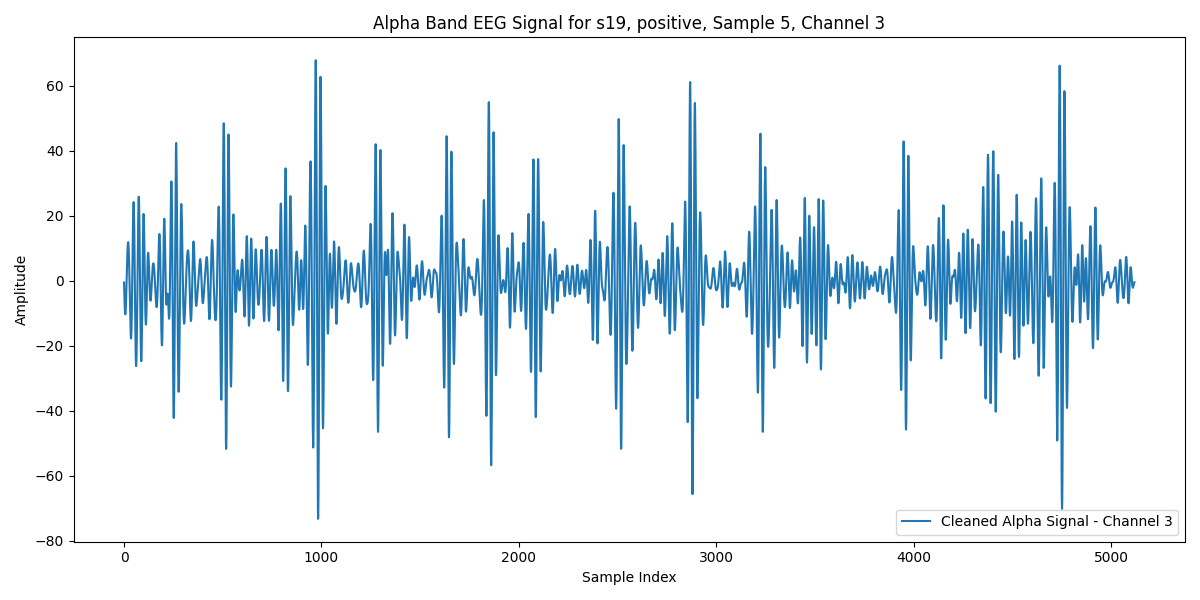 Alpha Band EEG Signal for s19, positive, Sample 5, Channel 3
Amplitude
60
40
20
0
−20
−40
−60
−80
Cleaned Alpha Signal - Channel 3
0 1000 2000 3000 4000 5000
Sample Index